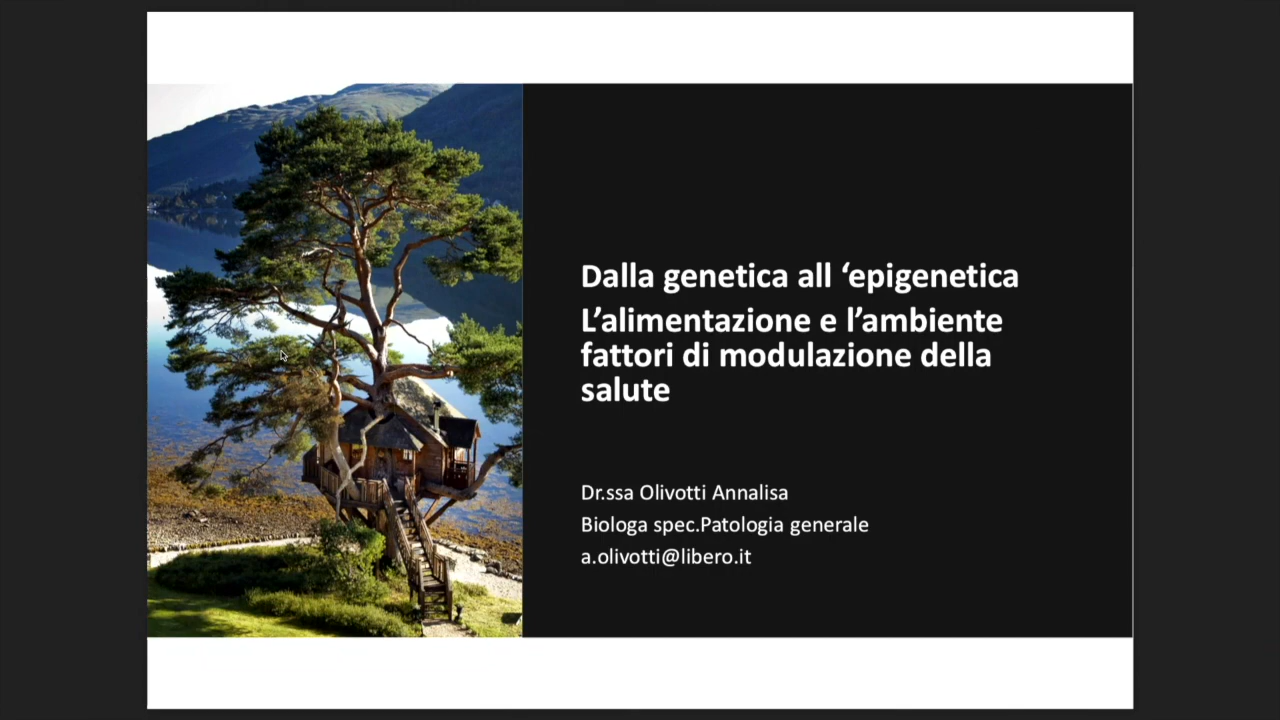 Dalla genetica all ‘epigenetica
L’alimentazione e l’ambiente
fattori di modulazione della
salute
Dr.ssa Olivotti Annalisa
Biologa spec.Patologia generale
a.olivotti@libero.it